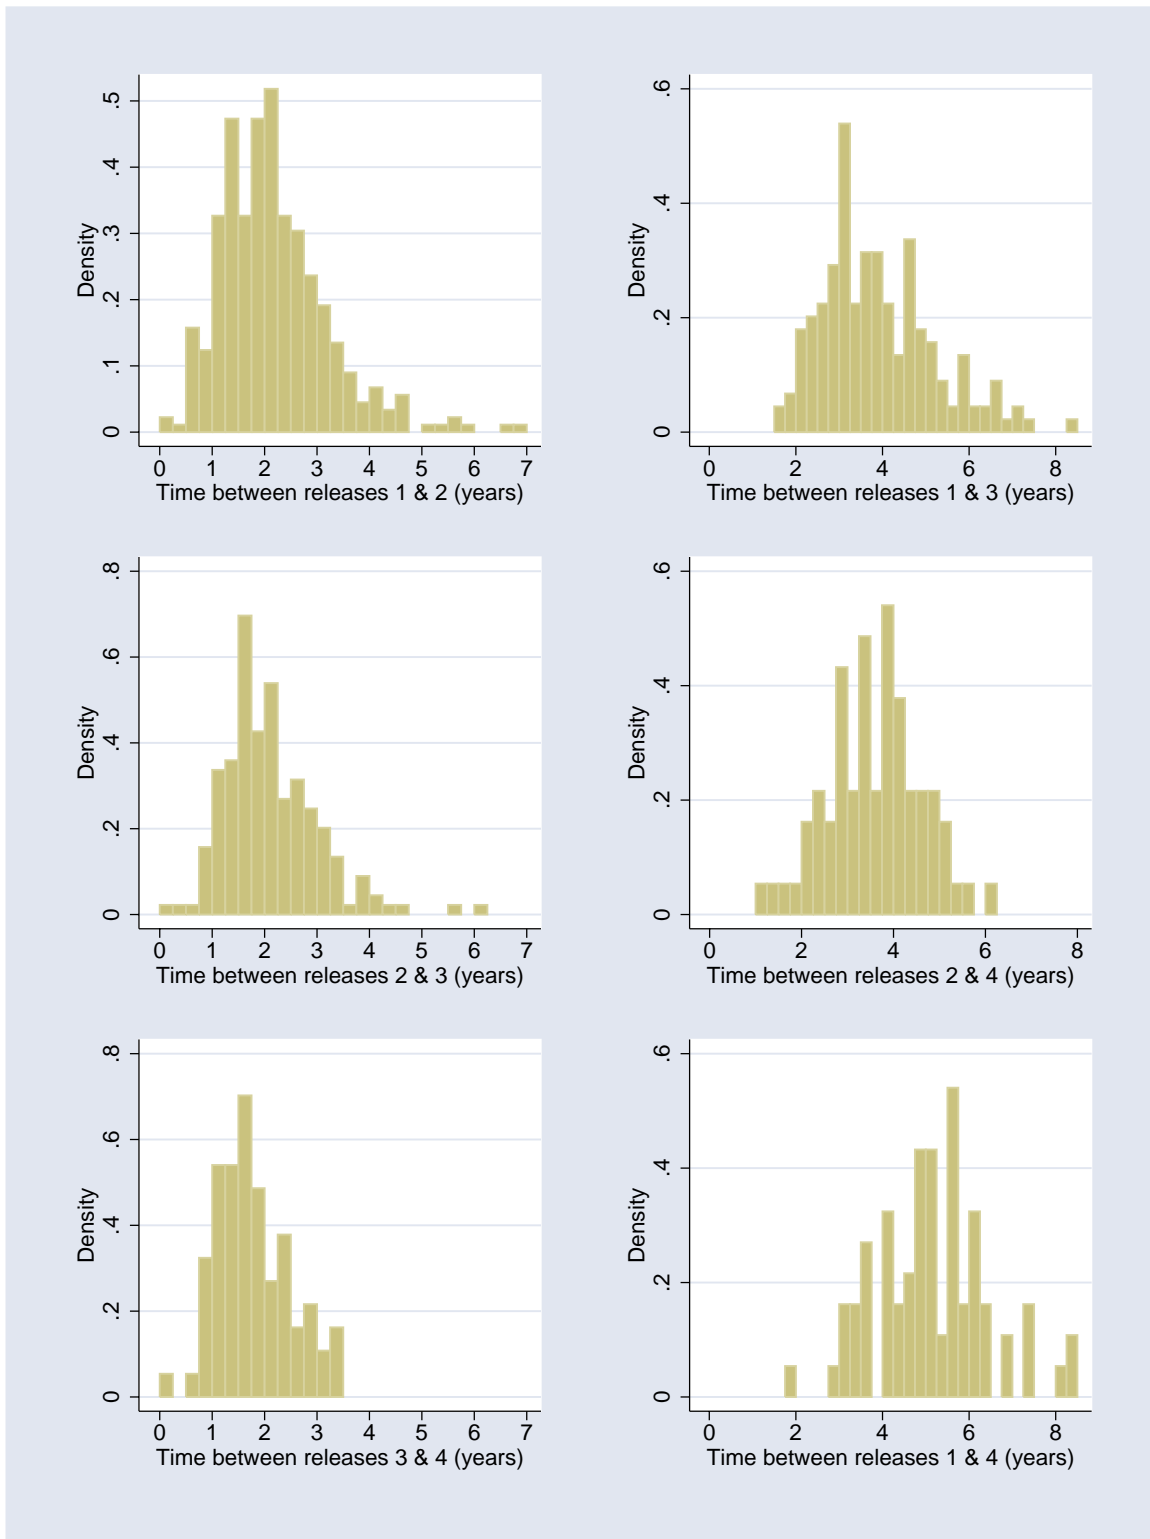 Density
.5
.4
.3
.2
.1
0
0 1 2 3 4 5 6 7
Time between releases 1 & 2 (years)
Density
.6
.4
.2
0
0 2 4 6 8
Time between releases 1 & 3 (years)
Density
.8
.6
.4
.2
0
0 1 2 3 4 5 6 7
Time between releases 2 & 3 (years)
Density
.6
.4
.2
0
0 2 4 6 8
Time between releases 2 & 4 (years)
Density
.8
.6
.4
.2
0
0 1 2 3 4 5 6 7
Time between releases 3 & 4 (years)
Density
.6
.4
.2
0
0 2 4 6 8
Time between releases 1 & 4 (years)